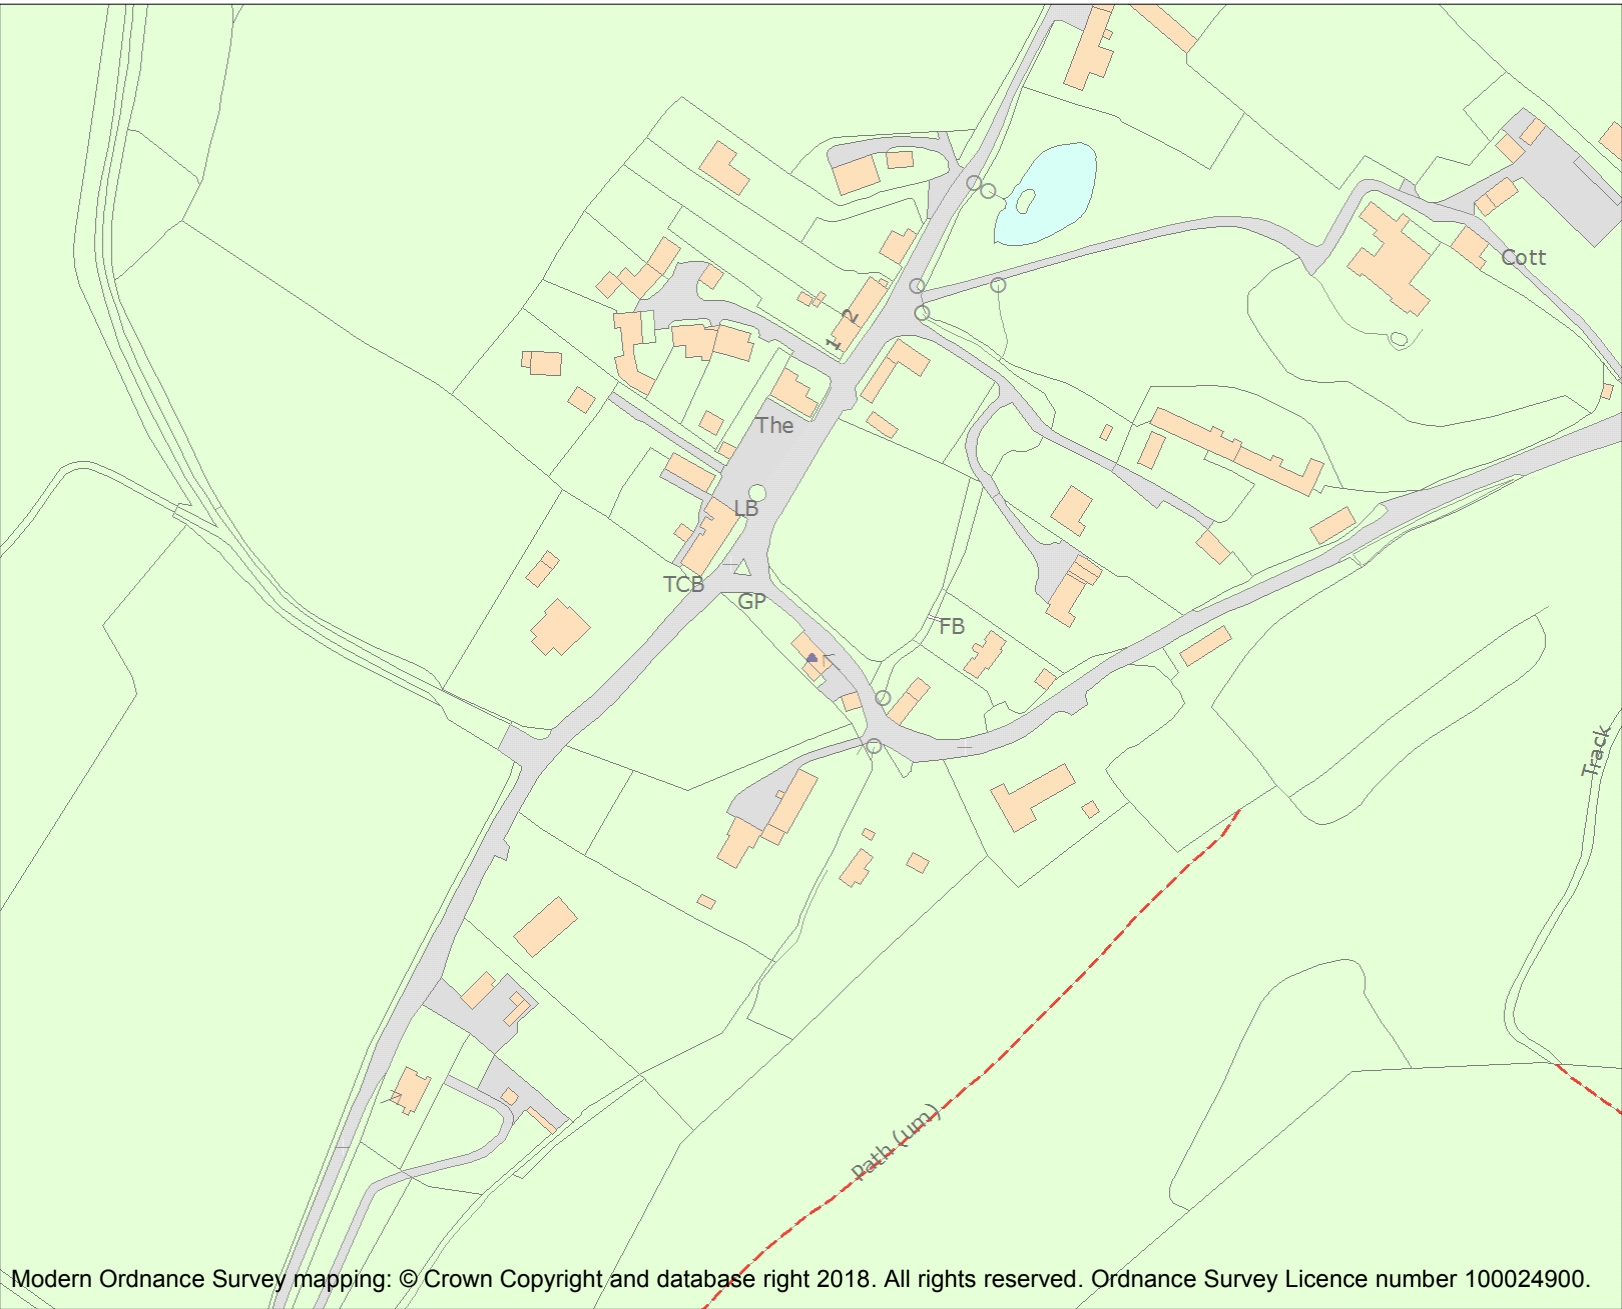 Cott
2
1
The
LB
TCB
GP
FB
Track
Path (um)
Modern Ordnance Survey mapping: © Crown Copyright and database right 2018. All rights reserved. Ordnance Survey Licence number 100024900.